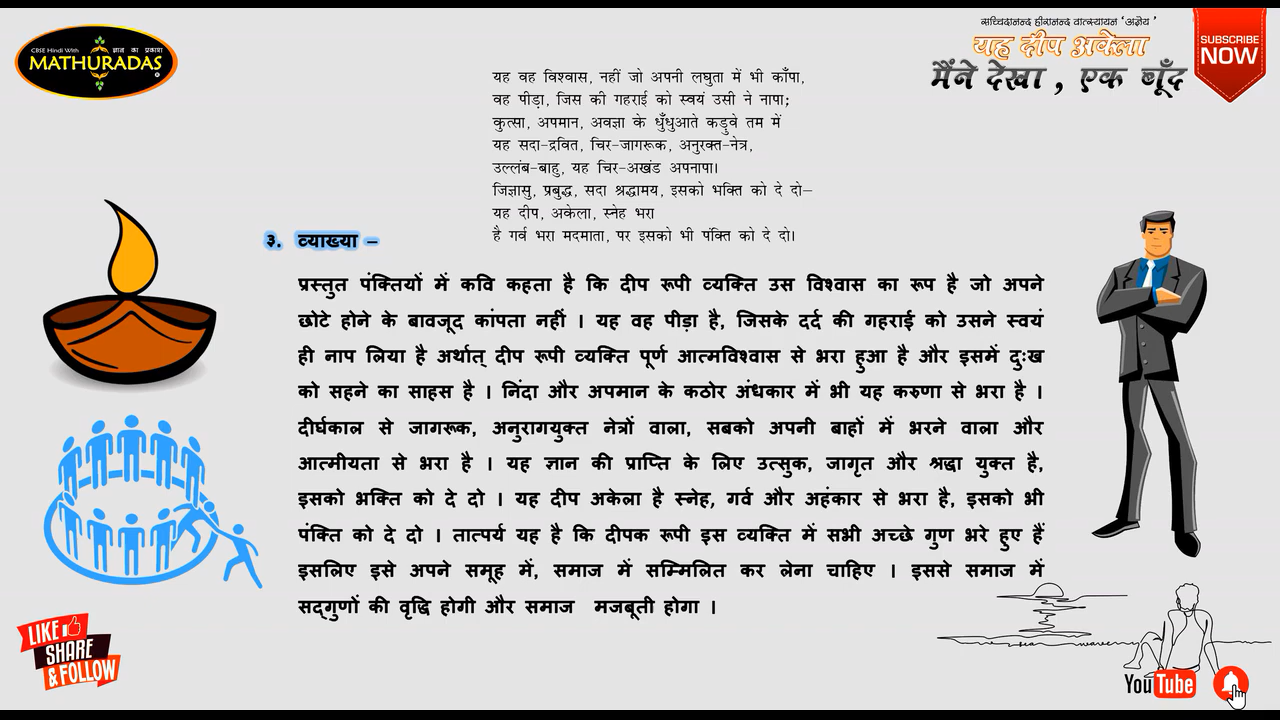 CBSE Hindi With ज्ञान का प्रकाश
MATHURADAS
सच्चिदानन्द हीरानन्द वात्स्यायन 'अज्ञेय'
यह दीप अकेला
मैंने देखा , एक बूँद
SUBSCRIBE
NOW
यह वह विश्वास, नहीं जो अपनी लघुता में भी काँपा,
वह पीड़ा, जिस की गहराई को स्वयं उसी ने नापा;
कुत्सा, अपमान, अवज्ञा के धुँधुआते कड़ुवे तम में
यह सदा-द्रवित, चिर-जागरूक, अनुरक्त-नेत्र,
उल्लंब-बाहु, यह चिर-अखंड अपनापा।
जिज्ञासु, प्रबुद्ध, सदा श्रद्धामय, इसको भक्ति को दे दो—
यह दीप, अकेला, स्नेह भरा
है गर्व भरा मदमाता, पर इसको भी पंक्ति को दे दो।
३. व्याख्या –
प्रस्तुत पंक्तियों में कवि कहता है कि दीप रूपी व्यक्ति उस विश्वास का रूप है जो अपने
छोटे होने के बावजूद कांपता नहीं । यह वह पीड़ा है, जिसके दर्द की गहराई को उसने स्वयं
ही नाप लिया है अर्थात् दीप रूपी व्यक्ति पूर्ण आत्मविश्वास से भरा हुआ है और इसमें दुःख
को सहने का साहस है । निंदा और अपमान के कठोर अंधकार में भी यह करुणा से भरा है ।
दीर्घकाल से जागरूक, अनुरागयुक्त नेत्रों वाला, सबको अपनी बाहों में भरने वाला और
आत्मीयता से भरा है । यह ज्ञान की प्राप्ति के लिए उत्सुक, जागृत और श्रद्धा युक्त है,
इसको भक्ति को दे दो । यह दीप अकेला है स्नेह, गर्व और अहंकार से भरा है, इसको भी
पंक्ति को दे दो । तात्पर्य यह है कि दीपक रूपी इस व्यक्ति में सभी अच्छे गुण भरे हुए हैं
इसलिए इसे अपने समूह में, समाज में सम्मिलित कर लेना चाहिए । इससे समाज में
सद्गुणों की वृद्धि होगी और समाज मजबूती होगा ।
LIKE
SHARE
& FOLLOW
sea wave
YouTube